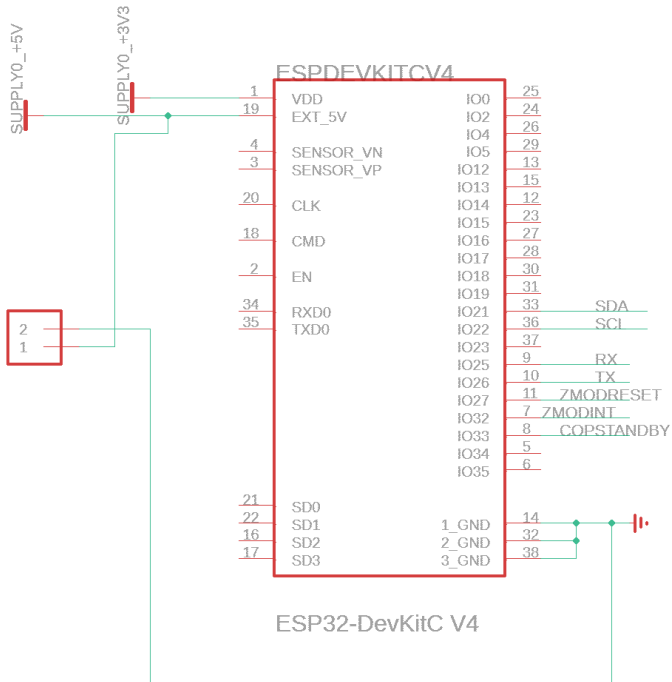 SUPPLY0_+5V
SUPPLY0_+3V3
ESPDEVKITCV4
1 VDD IO0 25
19 EXT_5V IO2 24
IO4 26
4 SENSOR_VN IO5 29
3 SENSOR_VP IO12 13
IO13 15
20 CLK IO14 12
IO15 23
18 CMD IO16 27
IO17 28
2 EN IO18 30
IO19 31
34 RXD0 IO21 33 SDA
2 35 TXD0 IO22 36 SCL
1 IO23 37
IO25 9 RX
IO26 10 TX
IO27 11 ZMODRESET
IO32 7 ZMODINT
IO33 8 COPSTANDBY
IO34 5
IO35 6
21 SD0
22 SD1 1_GND 14
16 SD2 2_GND 32
17 SD3 3_GND 38
ESP32-DevKitC V4